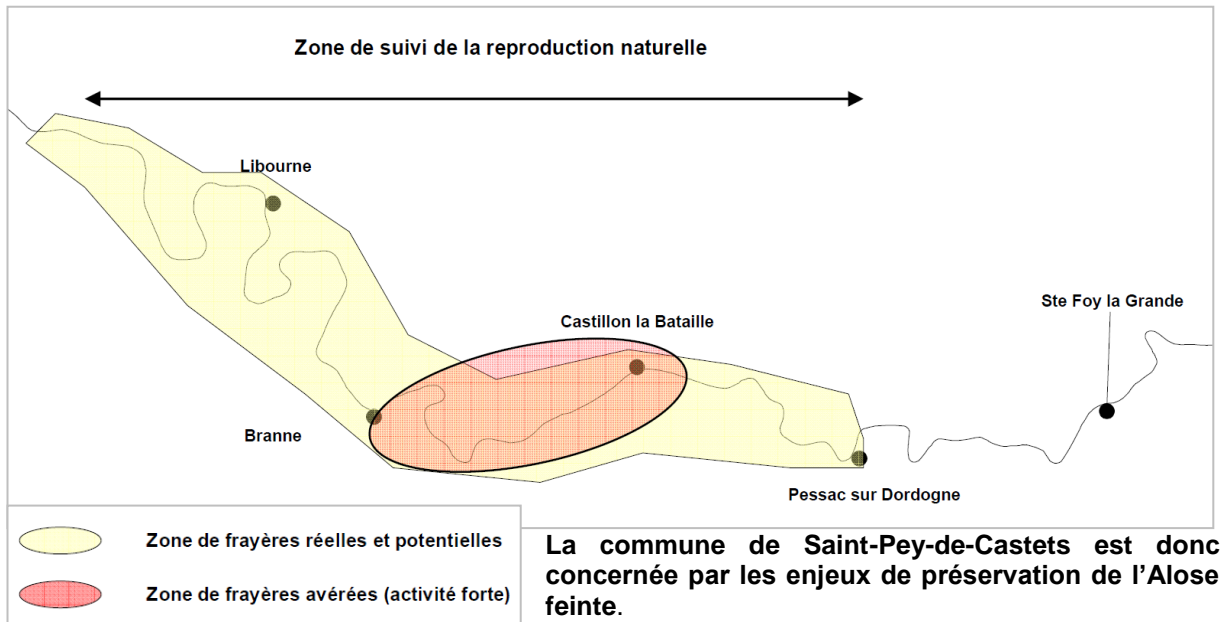 Zone de suivi de la reproduction naturelle
Libourne
Ste Foy la Grande
Castillon la Bataille
Branne
Pessac sur Dordogne
Zone de frayères réelles et potentielles
Zone de frayères avérées (activité forte)
La commune de Saint-Pey-de-Castets est donc
concernée par les enjeux de préservation de l’Alose
feinte.